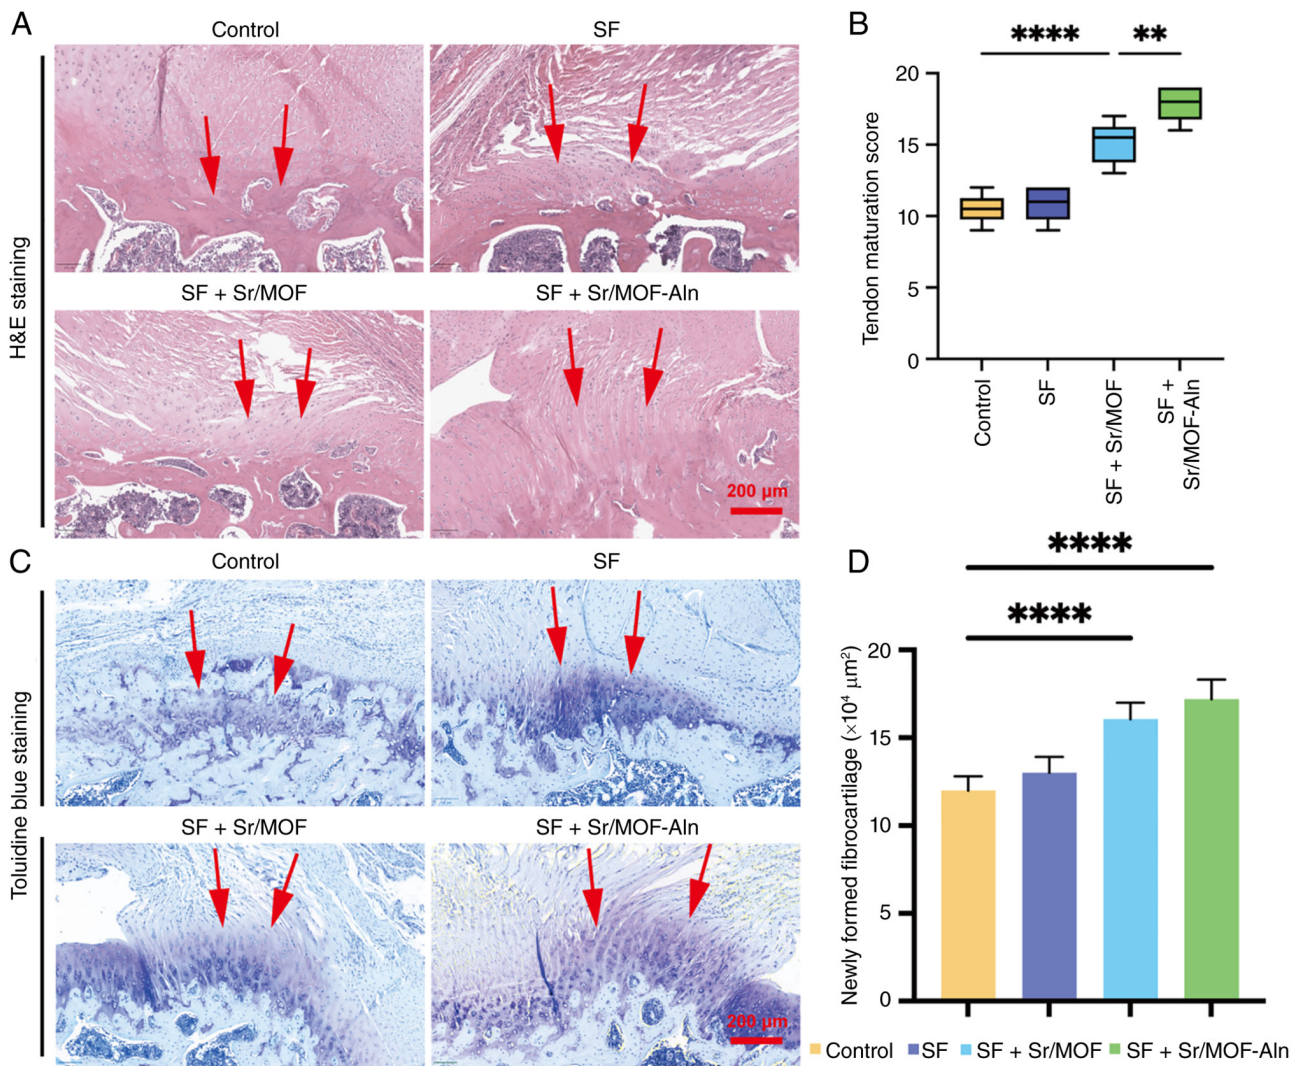 A
Control
SF
SF + Sr/MOF
SF + Sr/MOF-Aln
H&E staining
200 µm
B
**** **
Tendon maturation score
20
15
10
5
0
Control
SF
SF + Sr/MOF
SF +
Sr/MOF-Aln
C
Control
SF
SF + Sr/MOF
SF + Sr/MOF-Aln
Toluidine blue staining
200 µm
D
****
****
Newly formed fibrocartilage (×10⁴ µm²)
20
15
10
5
0
Control SF SF + Sr/MOF SF + Sr/MOF-Aln